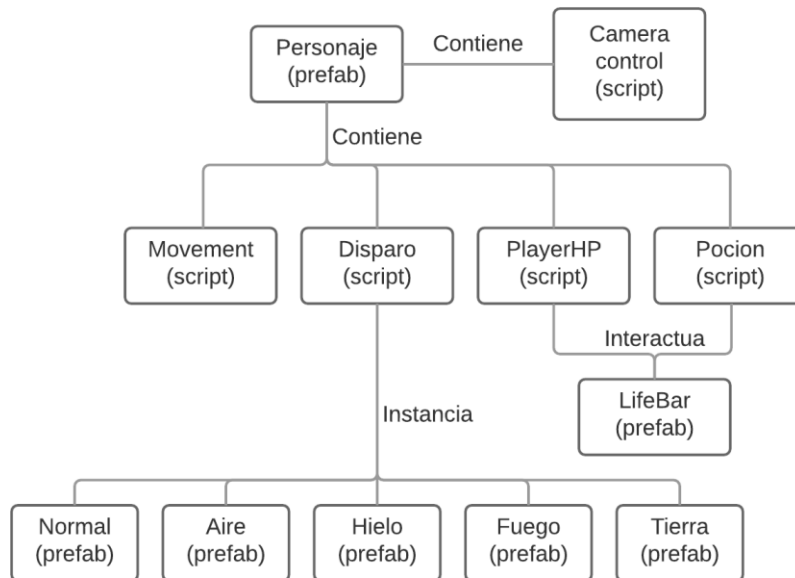 Personaje
(prefab)
Contiene
Camera
control
(script)
Contiene
Movement
(script)
Disparo
(script)
PlayerHP
(script)
Pocion
(script)
Interactua
LifeBar
(prefab)
Instancia
Normal
(prefab)
Aire
(prefab)
Hielo
(prefab)
Fuego
(prefab)
Tierra
(prefab)